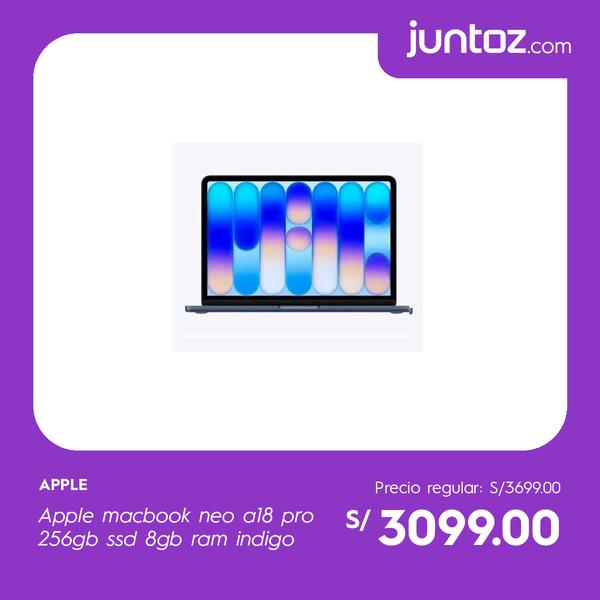 juntoz.com
APPLE
Apple macbook neo a18 pro
256gb ssd 8gb ram indigo
Precio regular: S/3699.00
S/ 3099.00